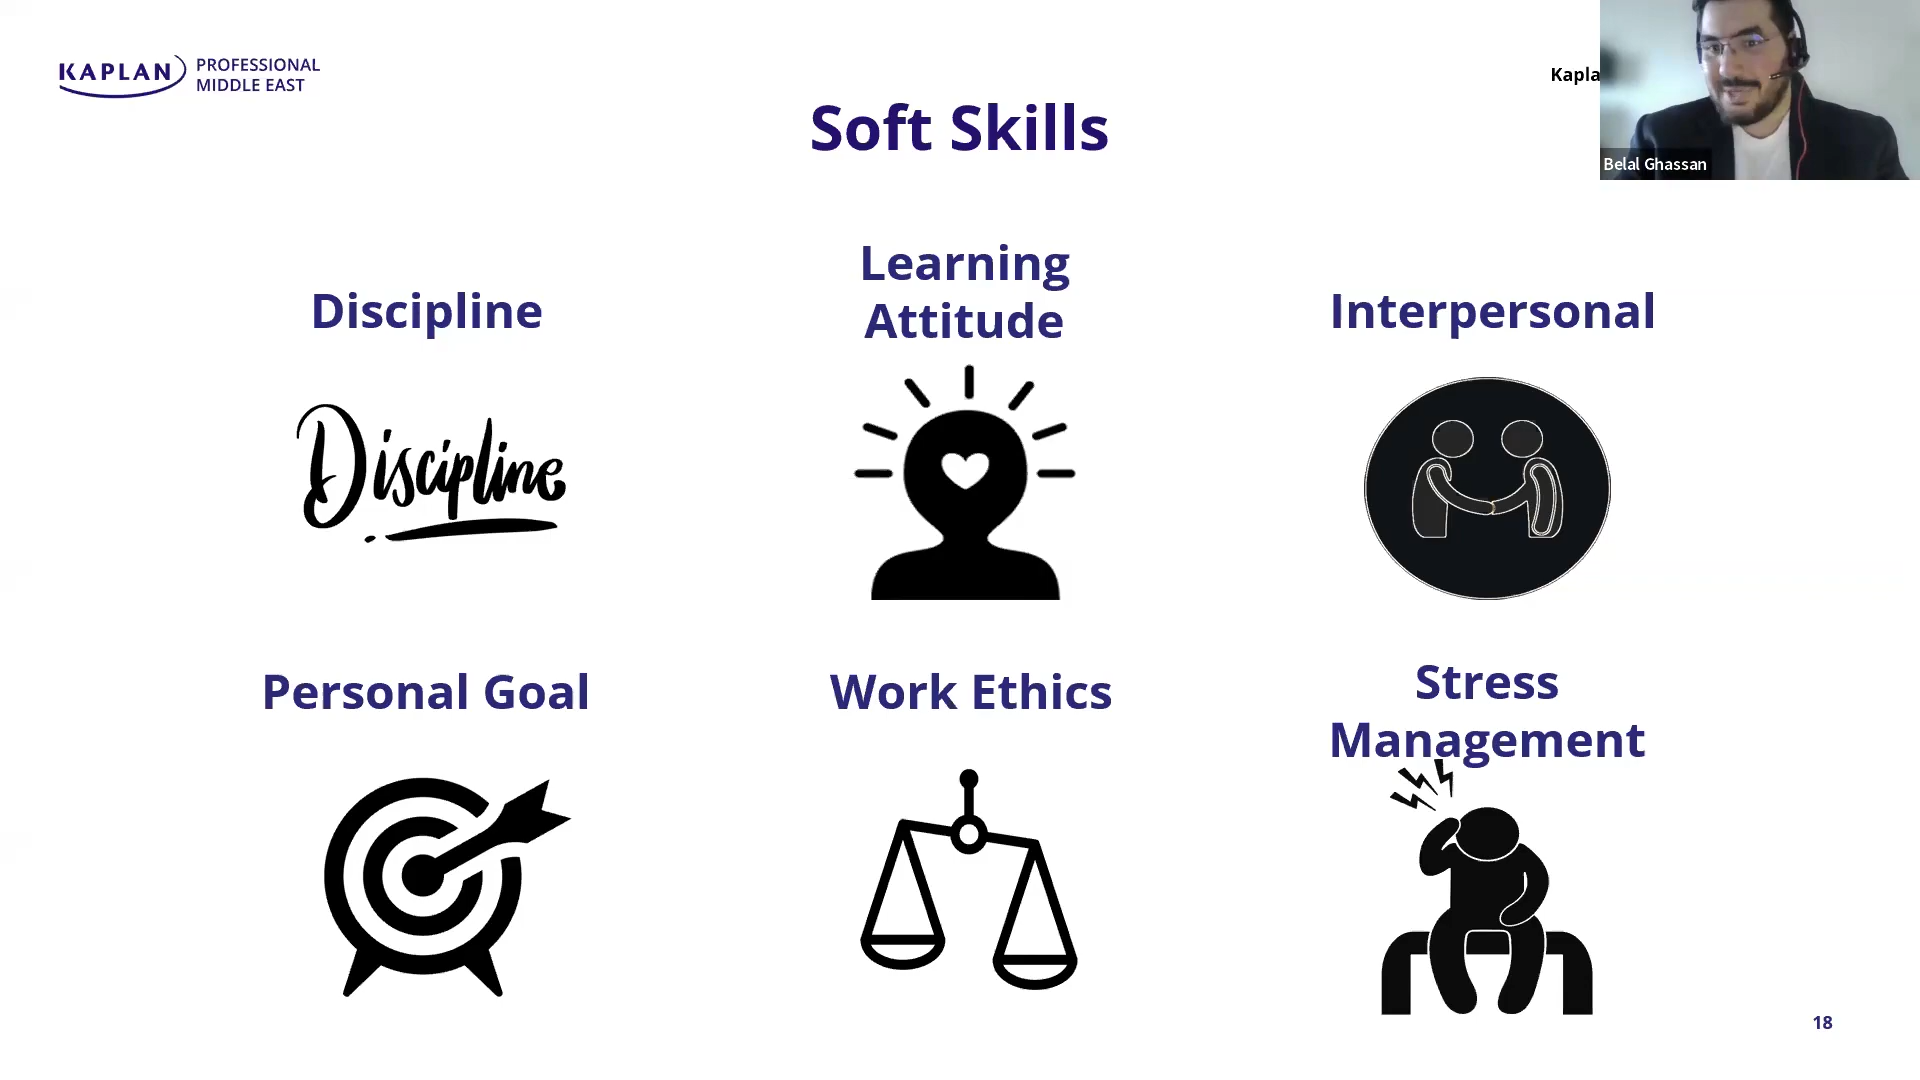 KAPLAN
PROFESSIONAL
MIDDLE EAST
Kapla
Belal Ghassan
Soft Skills
Discipline
Learning
Attitude
Interpersonal
Discipline
Personal Goal
Work Ethics
Stress
Management
18